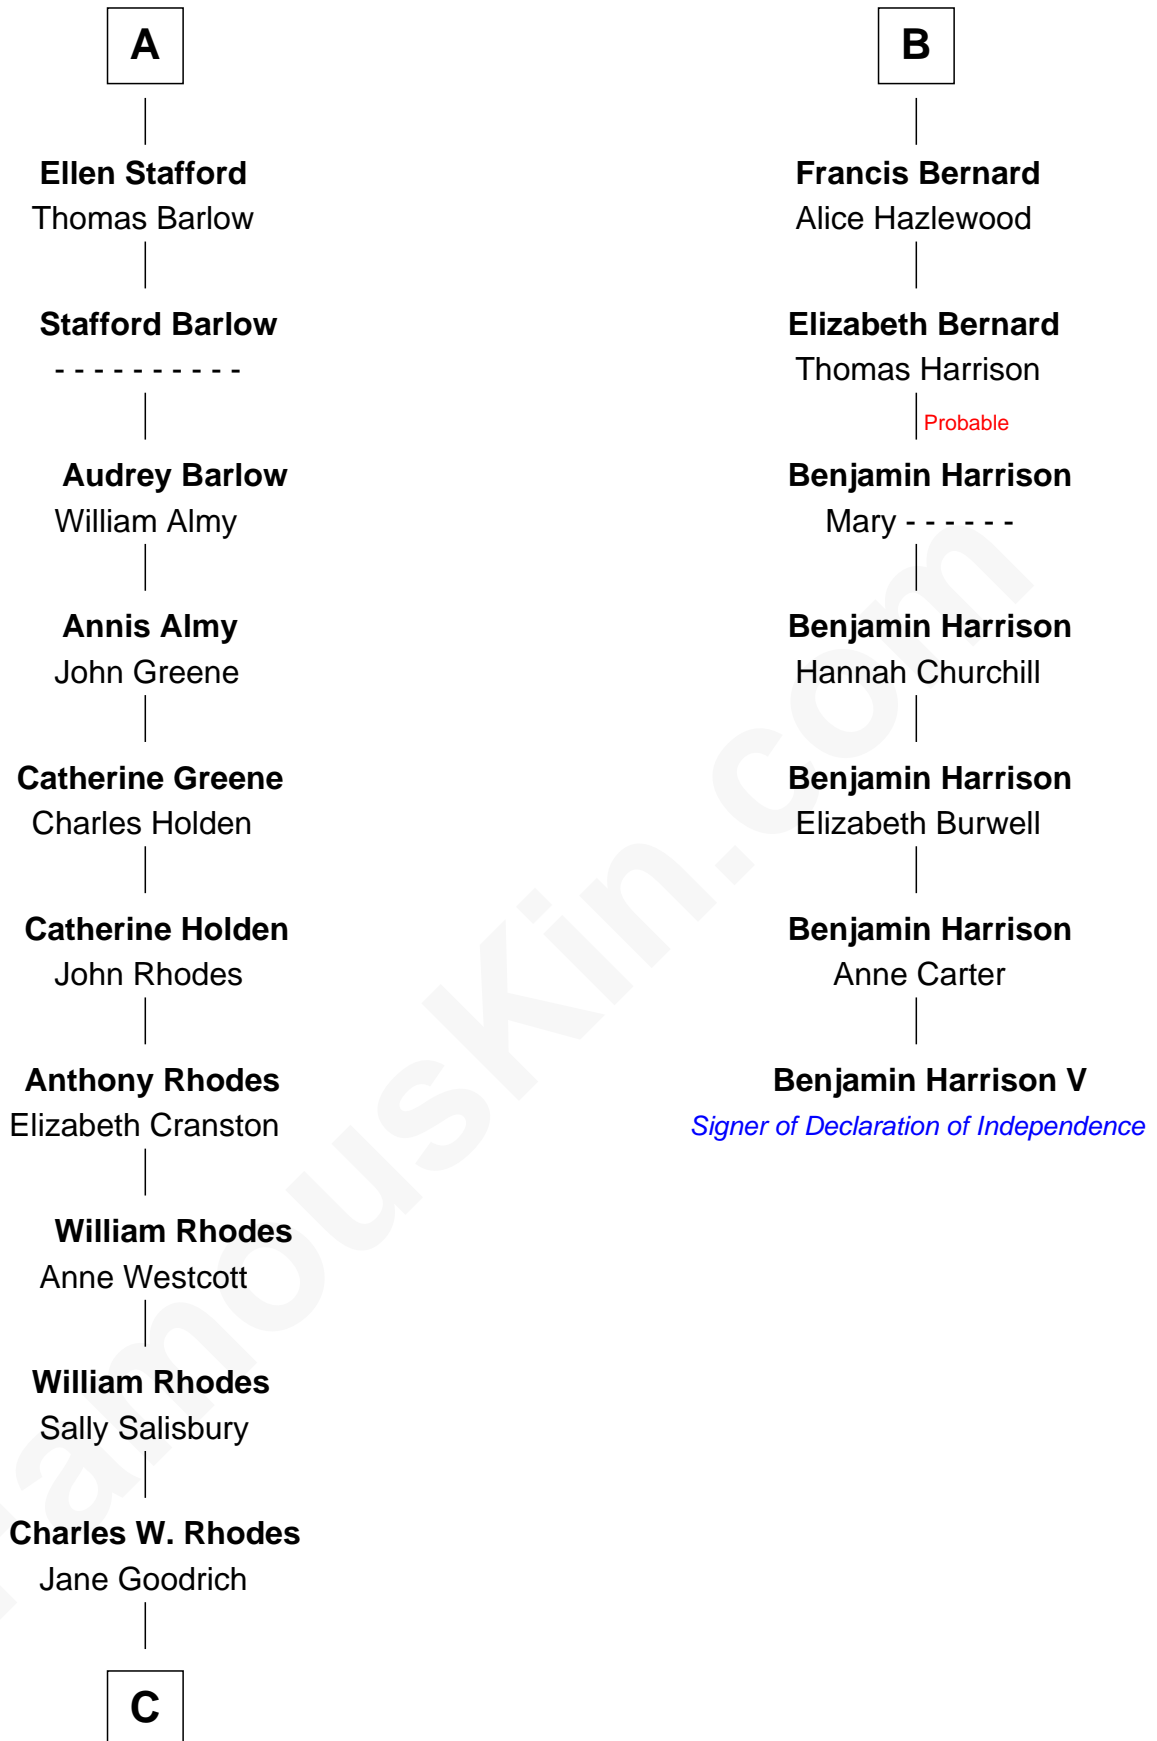 A
Ellen Stafford
Thomas Barlow
Stafford Barlow
- - - - - - - - - -
Audrey Barlow
William Almy
Annis Almy
John Greene
Catherine Greene
Charles Holden
Catherine Holden
John Rhodes
Anthony Rhodes
Elizabeth Cranston
William Rhodes
Anne Westcott
William Rhodes
Sally Salisbury
Charles W. Rhodes
Jane Goodrich
C
B
Francis Bernard
Alice Hazlewood
Elizabeth Bernard
Thomas Harrison
Probable
Benjamin Harrison
Mary - - - - - -
Benjamin Harrison
Hannah Churchill
Benjamin Harrison
Elizabeth Burwell
Benjamin Harrison
Anne Carter
Benjamin Harrison V
Signer of Declaration of Independence
FamousKin.com